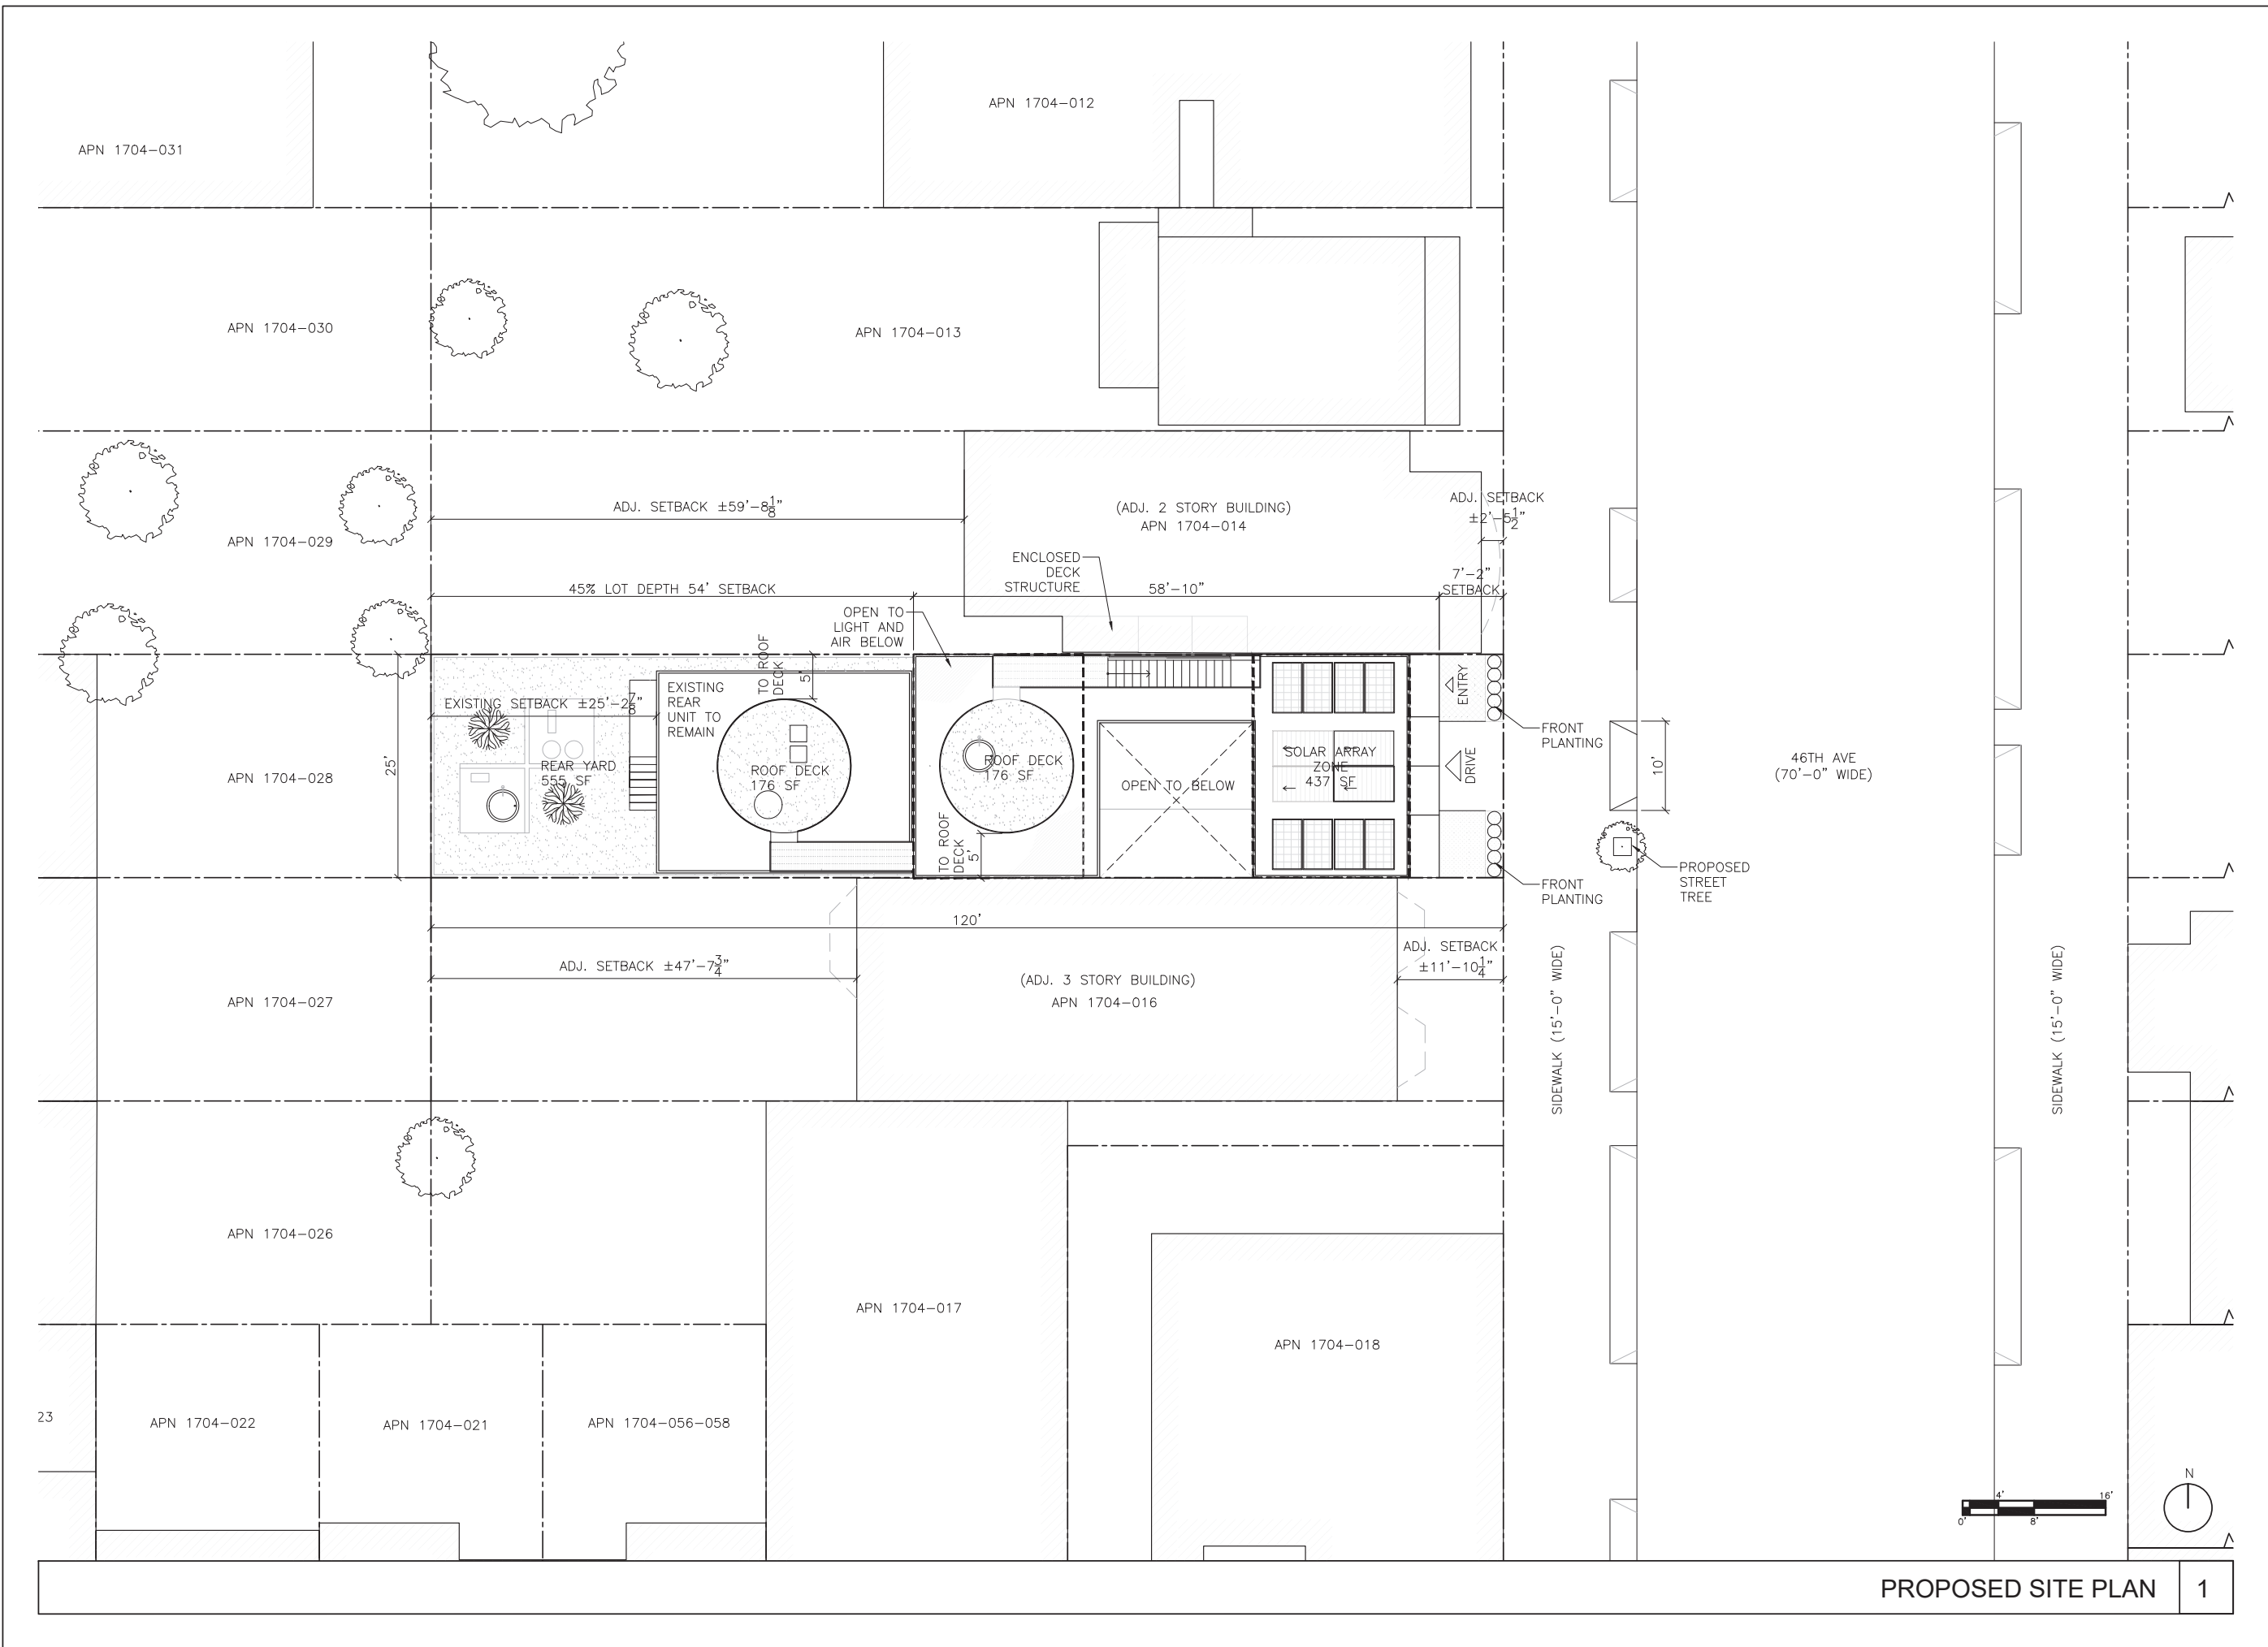 APN 1704-012
APN 1704-031
APN 1704-030
APN 1704-013
ADJ. SETBACK ±59'-8 1/8"
(ADJ. 2 STORY BUILDING)
APN 1704-014
ADJ. SETBACK
±2'-5 1/2"
APN 1704-029
ENCLOSED
DECK
STRUCTURE
45% LOT DEPTH 54' SETBACK
58'-10"
7'-2"
SETBACK
OPEN TO
LIGHT AND
AIR BELOW
TO ROOF
DECK
5'
EXISTING
REAR
UNIT TO
REMAIN
EXISTING SETBACK ±25'-2 7/8"
ENTRY
FRONT
PLANTING
25'
REAR YARD
555 SF
ROOF DECK
176 SF
ROOF DECK
176 SF
OPEN TO BELOW
SOLAR ARRAY
ZONE
437 SF
DRIVE
10'
46TH AVE
(70'-0" WIDE)
APN 1704-028
TO ROOF
DECK
5'
FRONT
PLANTING
PROPOSED
STREET
TREE
120'
ADJ. SETBACK ±47'-7 3/4"
(ADJ. 3 STORY BUILDING)
APN 1704-016
ADJ. SETBACK
±11'-10 1/4"
APN 1704-027
SIDEWALK (15'-0" WIDE)
SIDEWALK (15'-0" WIDE)
APN 1704-026
APN 1704-017
APN 1704-018
23
APN 1704-022
APN 1704-021
APN 1704-056-058
N
4'
16'
0'
8'
PROPOSED SITE PLAN
1